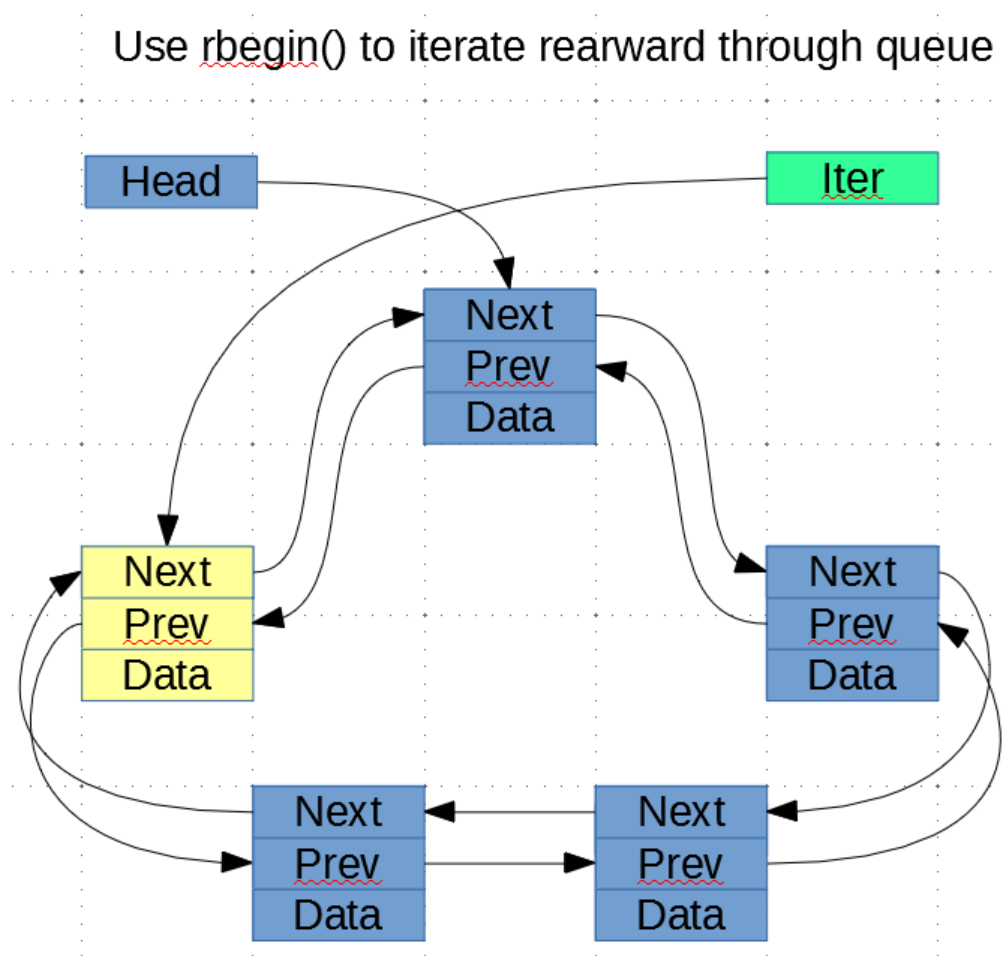 Use rbegin() to iterate rearward through queue
Head
Iter
Next
Prev
Data
Next
Prev
Data
Next
Prev
Data
Next
Prev
Data
Next
Prev
Data